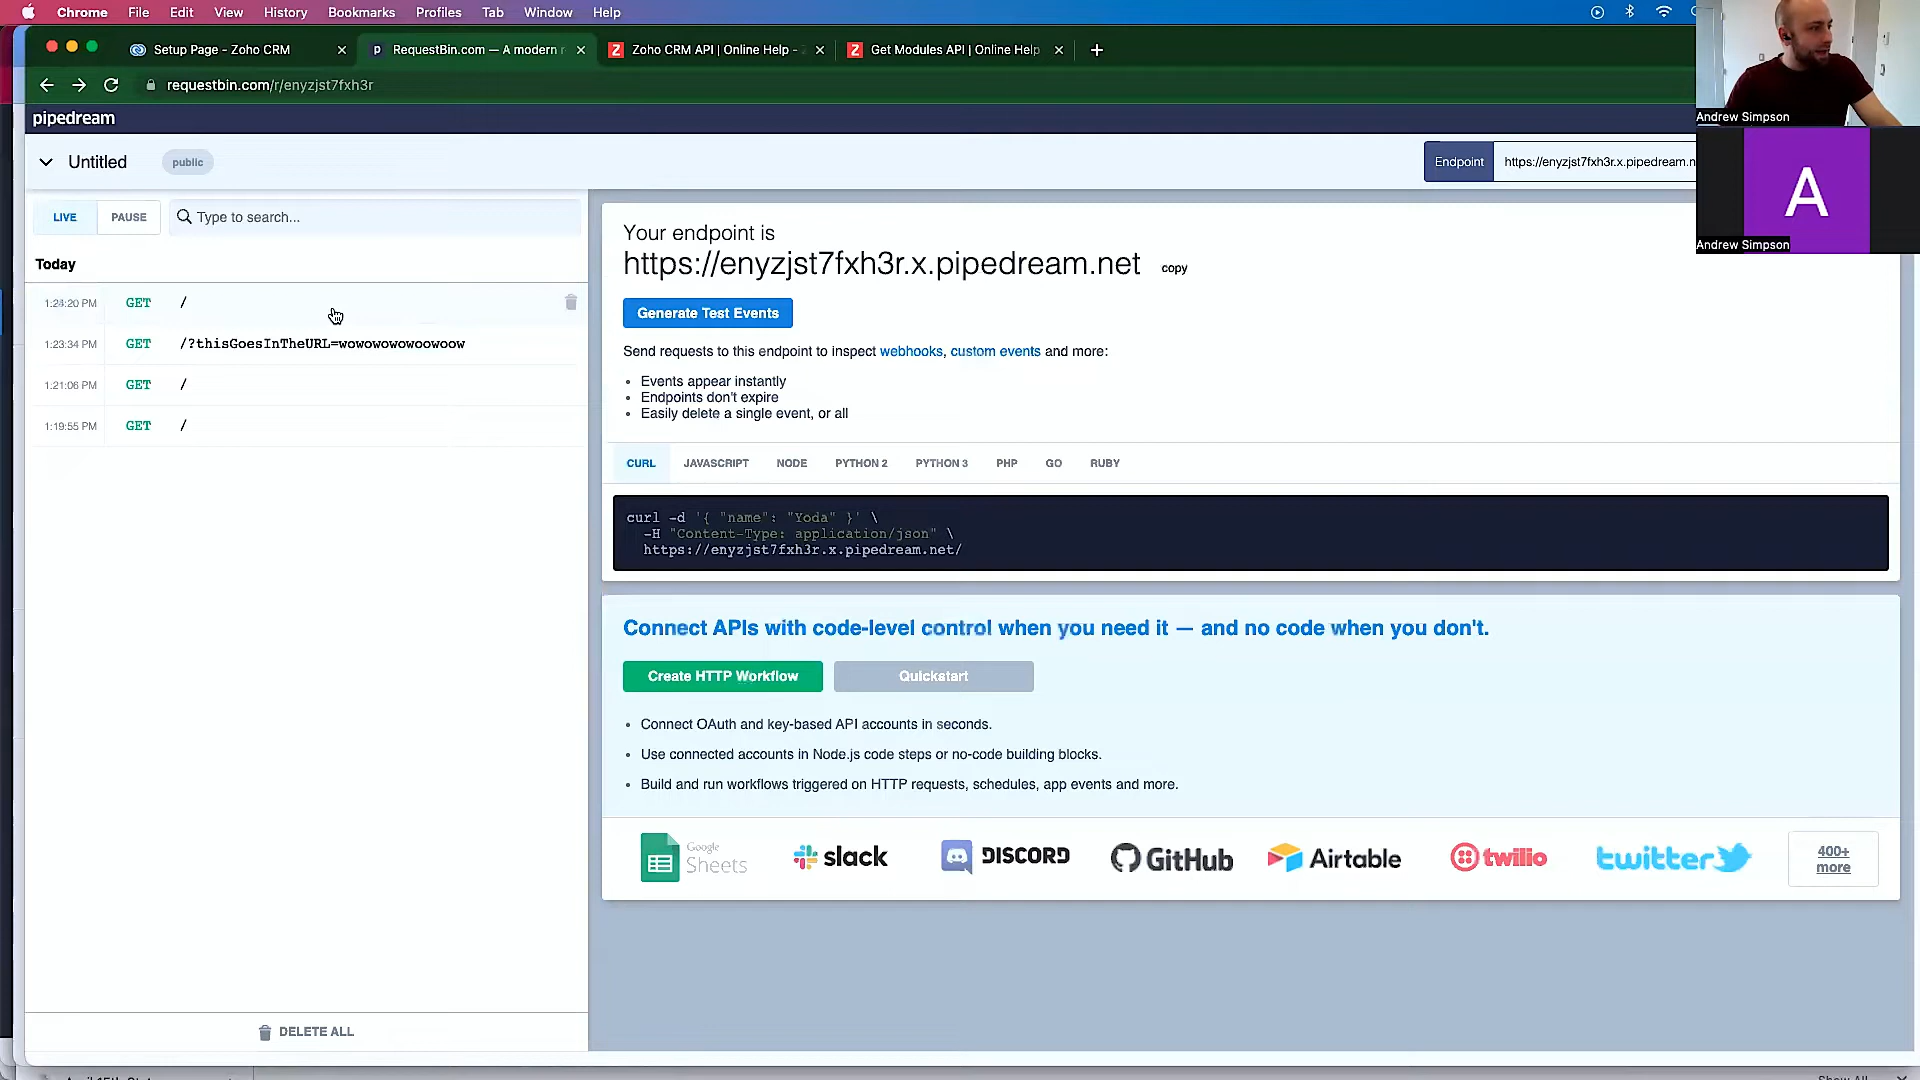 Chrome File Edit View History Bookmarks Profiles Tab Window Help
Setup Page - Zoho CRM
RequestBin.com — A modern
Zoho CRM API | Online Help -
Get Modules API | Online Help
requestbin.com/r/enyzjst7fxh3r
Andrew Simpson
pipedream
Untitled
public
Endpoint
https://enyzjst7fxh3r.x.pipedream.n
A
Andrew Simpson
LIVE
PAUSE
Type to search...
Today
1:24:20 PM GET /
1:23:34 PM GET /?thisGoesInTheURL=wowowowowoowoow
1:21:06 PM GET /
1:19:55 PM GET /
DELETE ALL
Your endpoint is
https://enyzjst7fxh3r.x.pipedream.net copy
Generate Test Events
Send requests to this endpoint to inspect webhooks, custom events and more:
• Events appear instantly
• Endpoints don't expire
• Easily delete a single event, or all
CURL JAVASCRIPT NODE PYTHON 2 PYTHON 3 PHP GO RUBY
curl -d '{ "name": "Yoda" }' \
-H "Content-Type: application/json" \
https://enyzjst7fxh3r.x.pipedream.net/
Connect APIs with code-level control when you need it — and no code when you don't.
Create HTTP Workflow
Quickstart
• Connect OAuth and key-based API accounts in seconds.
• Use connected accounts in Node.js code steps or no-code building blocks.
• Build and run workflows triggered on HTTP requests, schedules, app events and more.
Google Sheets
slack
DISCORD
GitHub
Airtable
twilio
twitter
400+
more